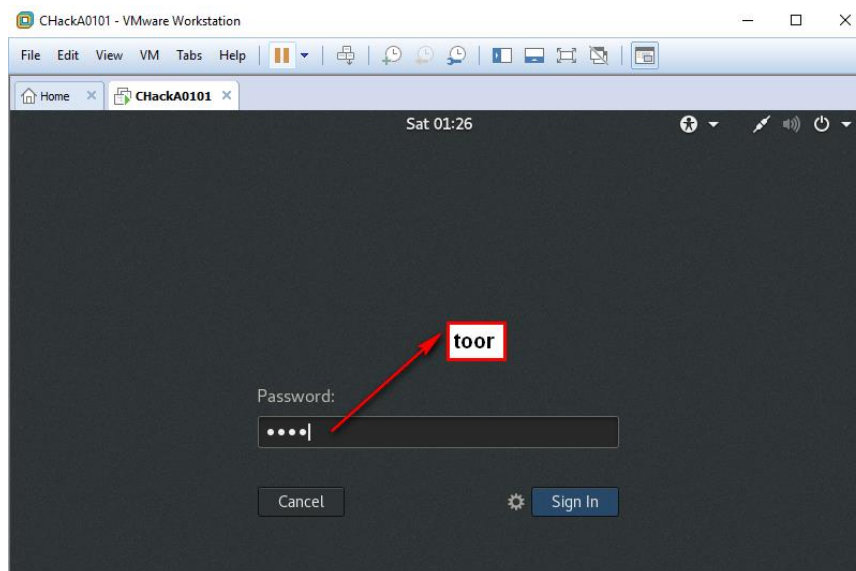 CHackA0101 - VMware Workstation
File Edit View VM Tabs Help
Home CHackA0101
Sat 01:26
toor
Password:
Cancel Sign In